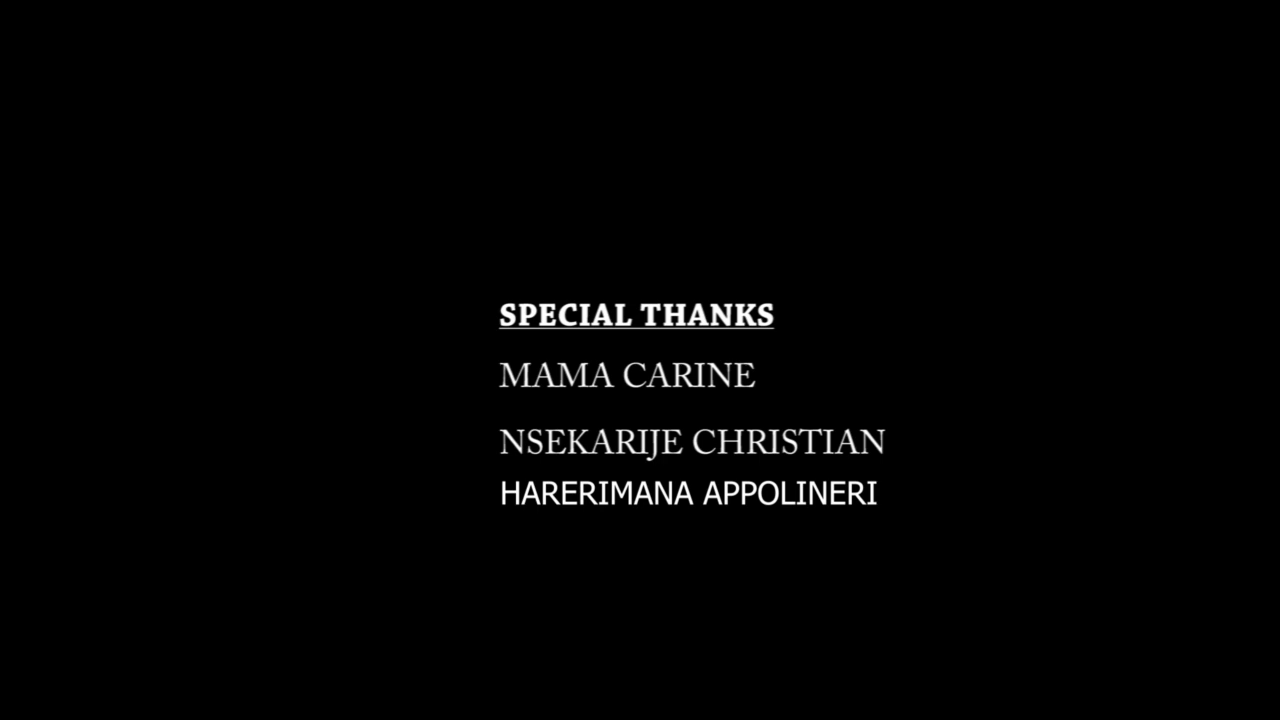 SPECIAL THANKS
MAMA CARINE
NSEKARIJE CHRISTIAN
HARERIMANA APPOLINERI